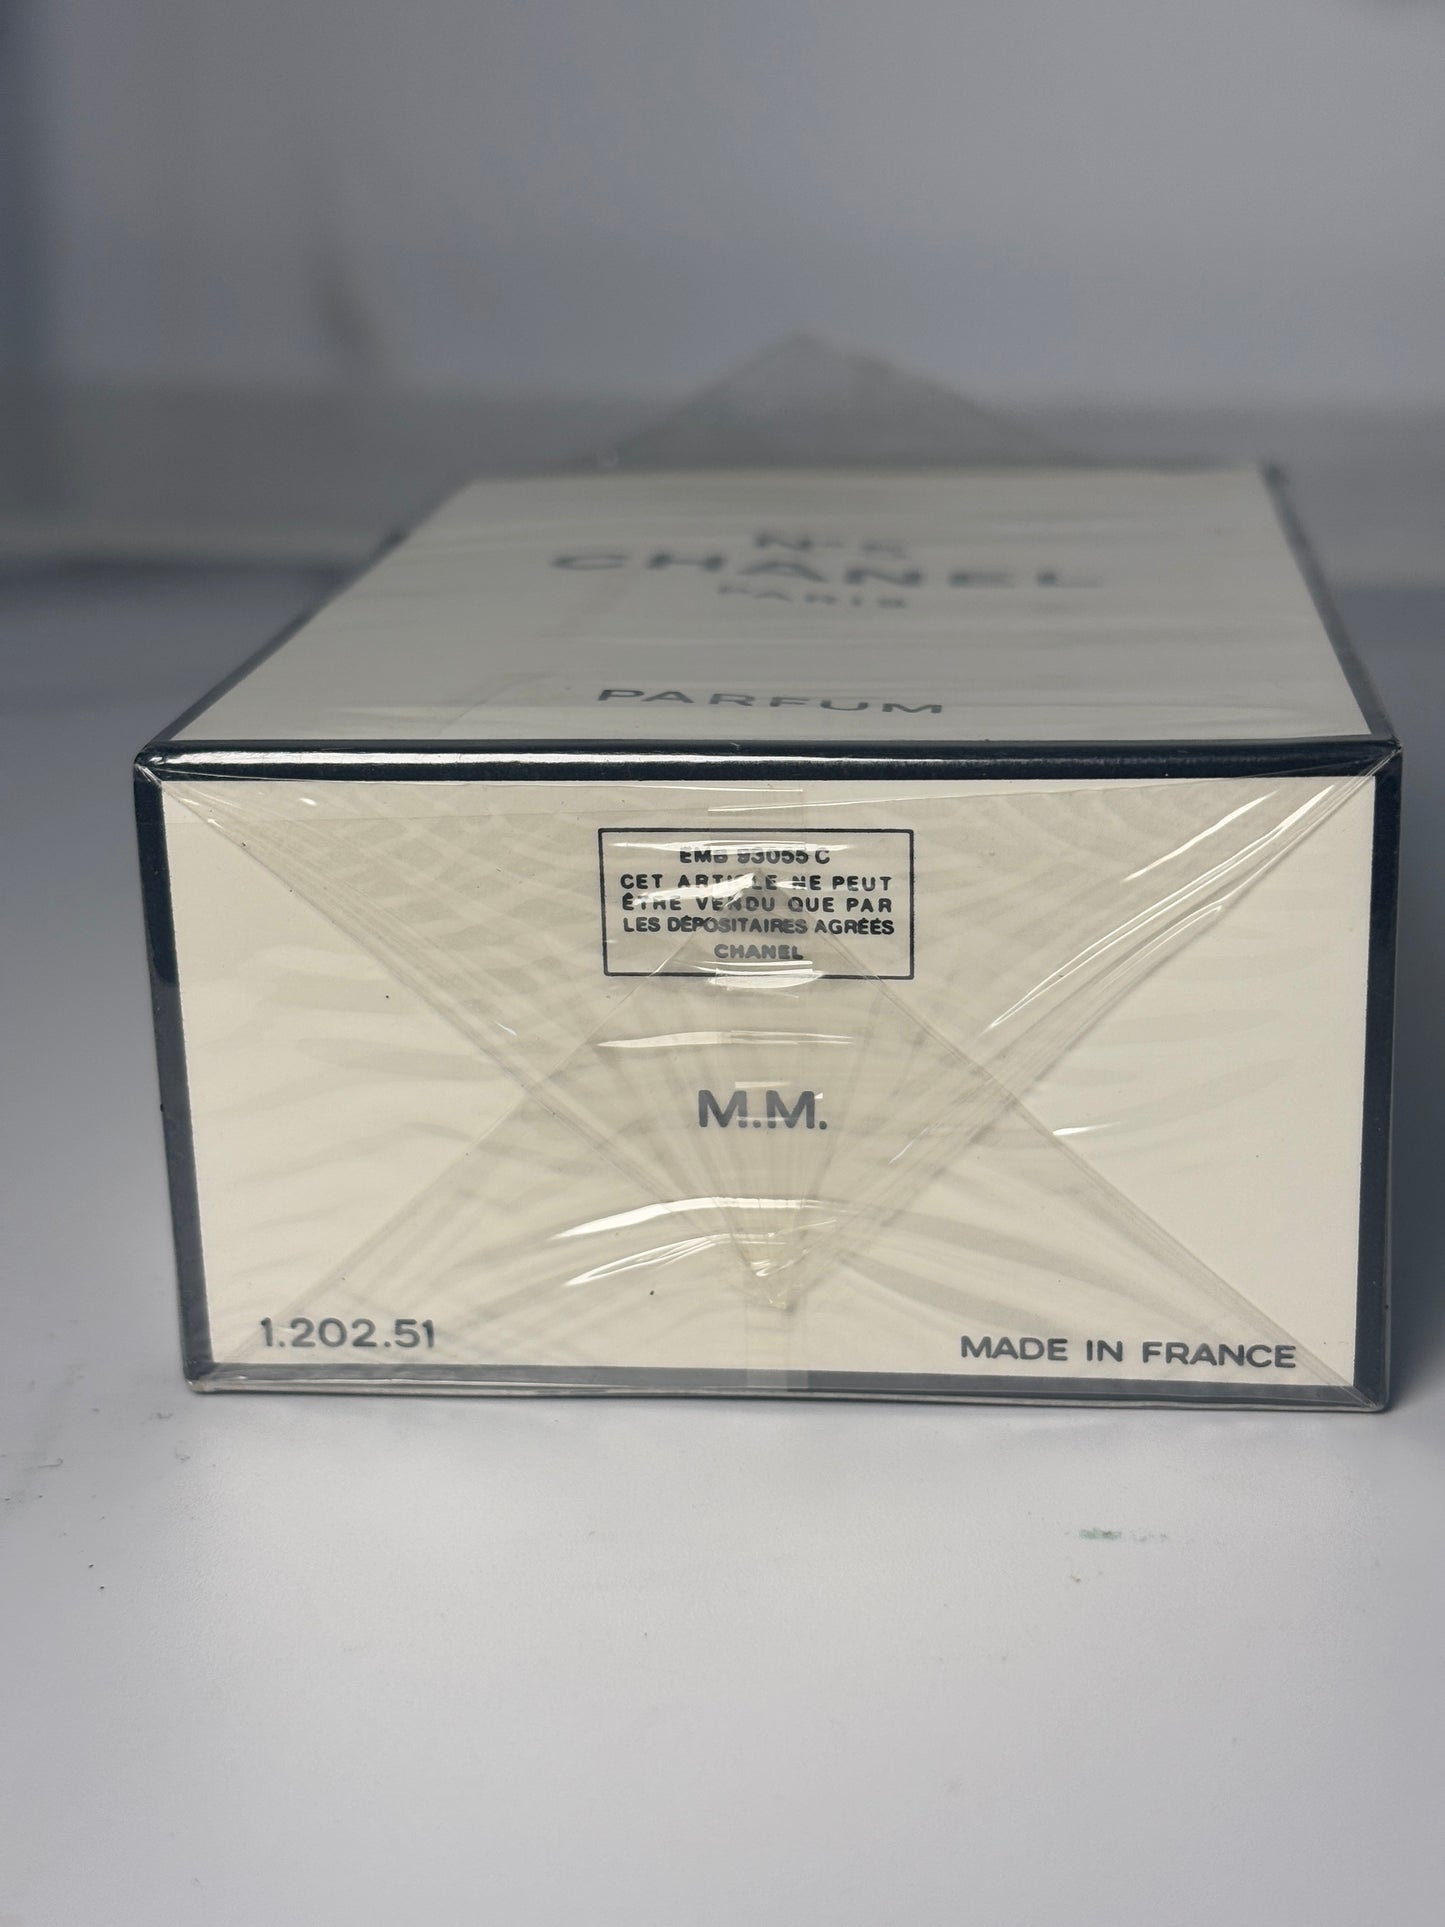 N°5
CHANEL
PARIS
PARFUM
EMB 93055 C
CET ARTICLE NE PEUT
ÊTRE VENDU QUE PAR
LES DÉPOSITAIRES AGRÉÉS
CHANEL
M.M.
1.202.51
MADE IN FRANCE